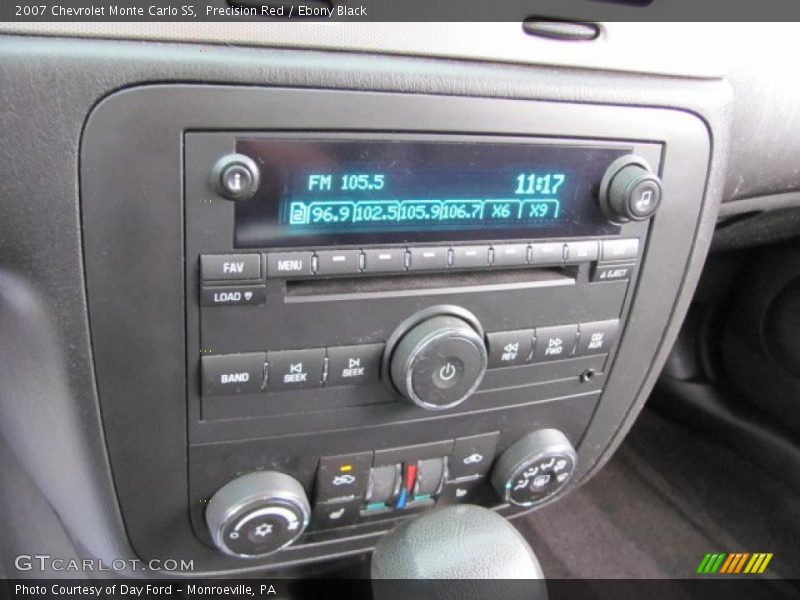 2007 Chevrolet Monte Carlo SS,  Precision Red / Ebony Black
FM 105.5 11:17
2 96.9 102.5 105.9 106.7 X6 X9
FAV MENU EJECT
LOAD
BAND SEEK SEEK REV FWD AUX
GTCARLOT.COM
Photo Courtesy of Day Ford - Monroeville, PA